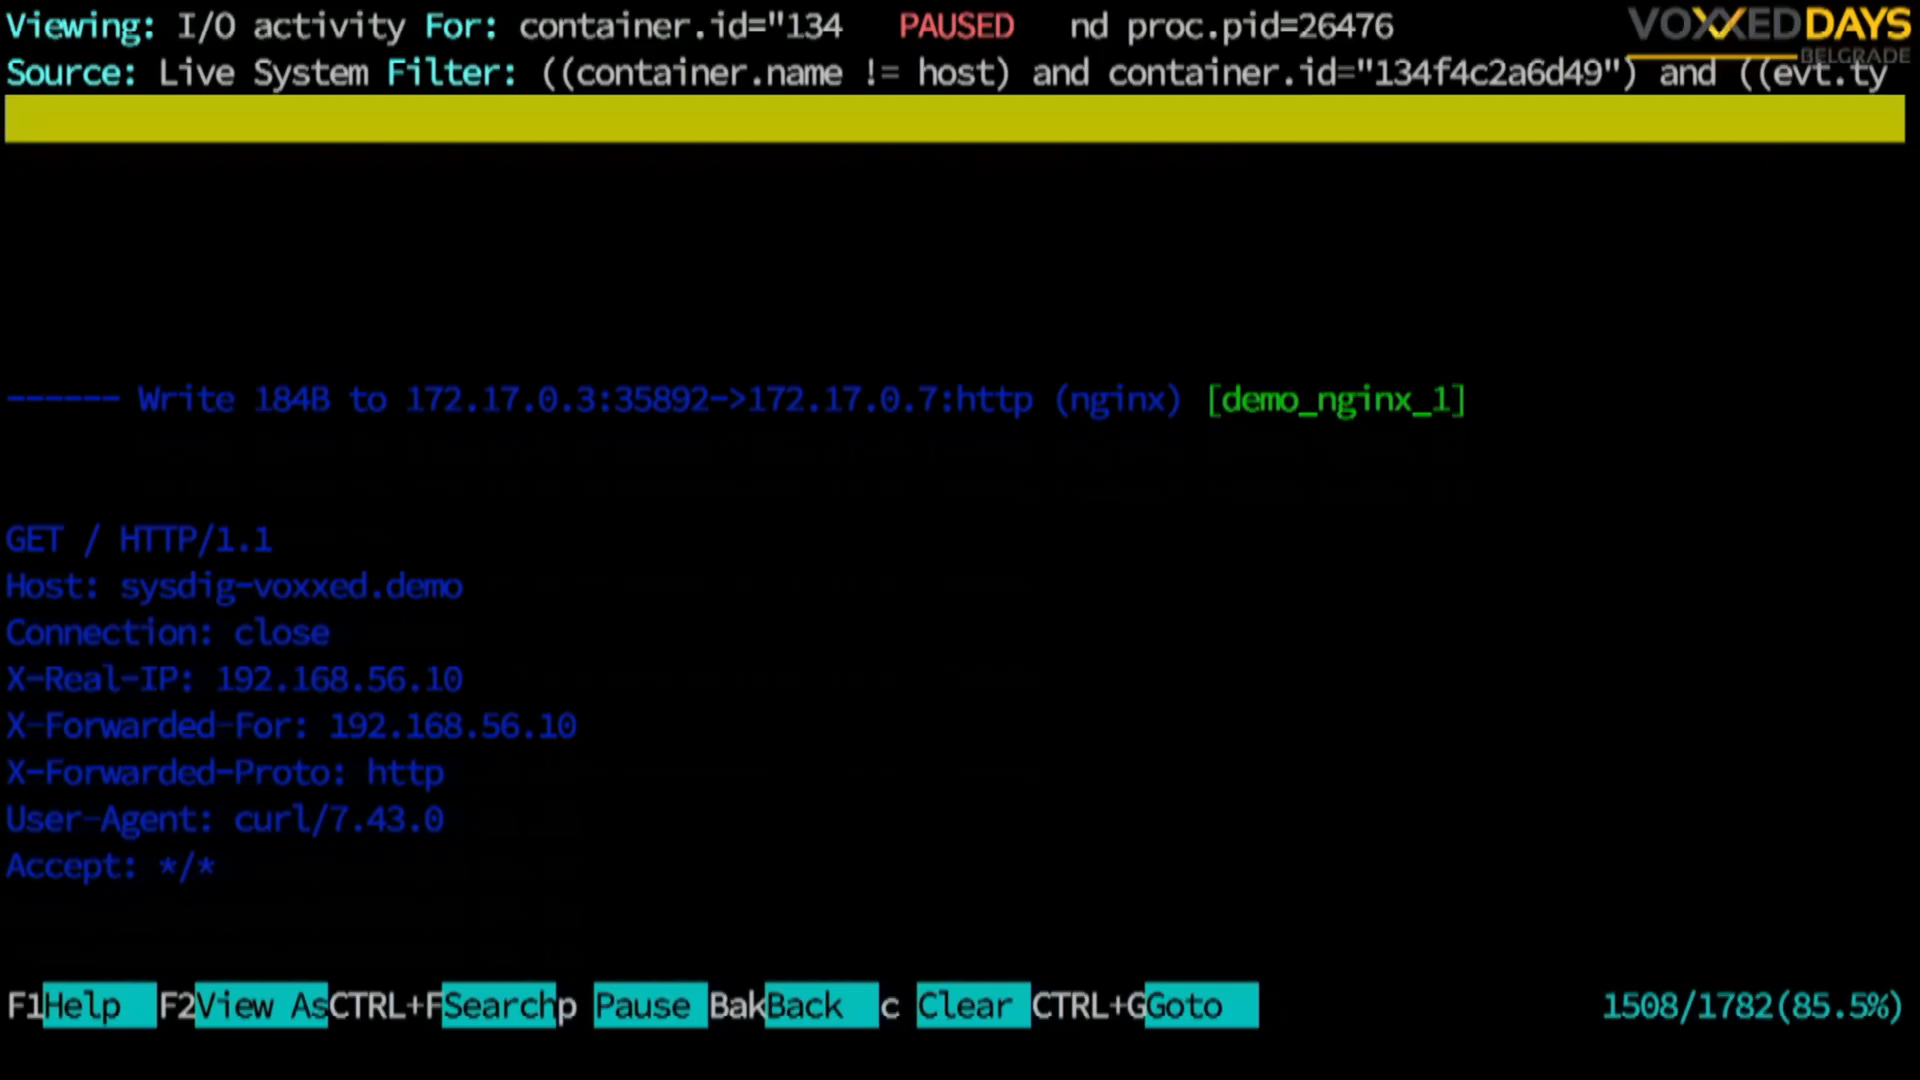 Viewing: I/O activity For: container.id="134 PAUSED nd proc.pid=26476
VOXXED DAYS
BELGRADE
Source: Live System Filter: ((container.name != host) and container.id="134f4c2a6d49") and ((evt.ty
------ Write 184B to 172.17.0.3:35892->172.17.0.7:http (nginx) [demo_nginx_1]
GET / HTTP/1.1
Host: sysdig-voxxed.demo
Connection: close
X-Real-IP: 192.168.56.10
X-Forwarded-For: 192.168.56.10
X-Forwarded-Proto: http
User-Agent: curl/7.43.0
Accept: */*
F1Help F2View AsCTRL+FSearchp Pause BakBack c Clear CTRL+GGoto 1508/1782(85.5%)